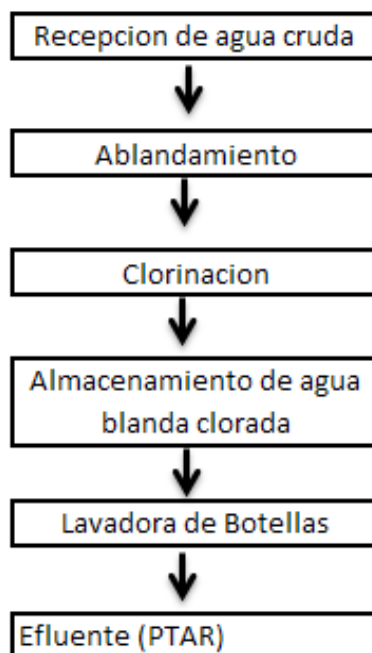 Recepcion de agua cruda
Ablandamiento
Clorinacion
Almacenamiento de agua
blanda clorada
Lavadora de Botellas
Efluente (PTAR)